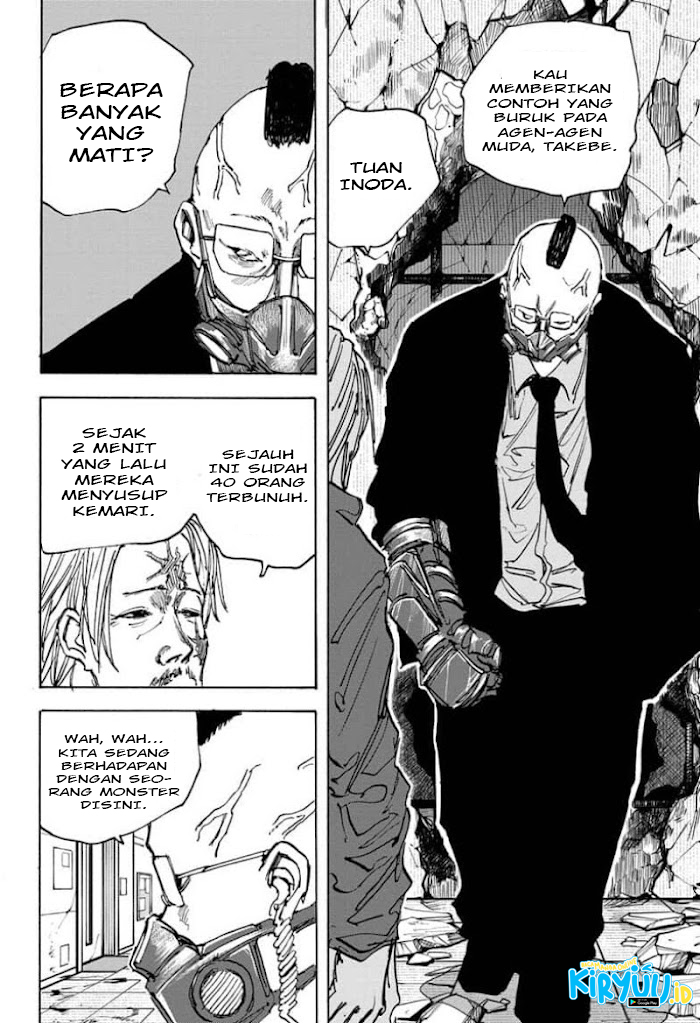 KAU
MEMBERIKAN
CONTOH YANG
BURUK PADA
AGEN-AGEN
MUDA, TAKEBE.
TUAN
INODA.
BERAPA
BANYAK
YANG
MATI?
SEJAUH
INI SUDAH
40 ORANG
TERBUNUH.
SEJAK
2 MENIT
YANG LALU
MEREKA
MENYUSUP
KEMARI.
WAH, WAH...
KITA SEDANG
BERHADAPAN
DENGAN SEO-
RANG MONSTER
DISINI.
KIRYUU.ID